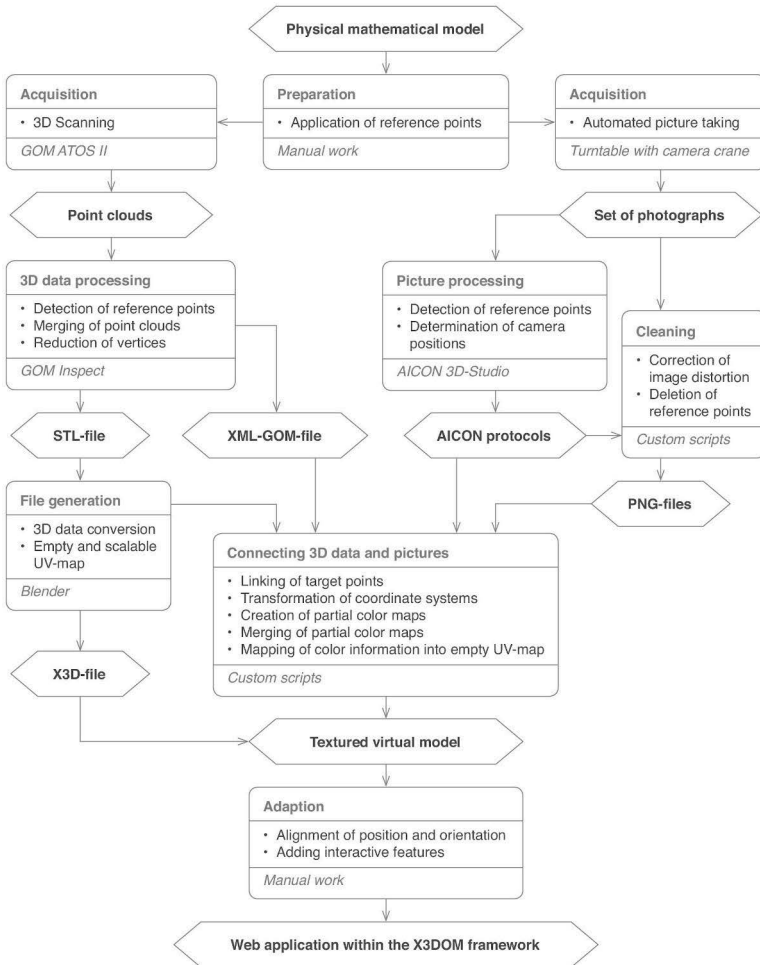 Physical mathematical model
Acquisition
• 3D Scanning
GOM ATOS II
Preparation
• Application of reference points
Manual work
Acquisition
• Automated picture taking
Turntable with camera crane
Point clouds
Set of photographs
3D data processing
• Detection of reference points
• Merging of point clouds
• Reduction of vertices
GOM Inspect
Picture processing
• Detection of reference points
• Determination of camera
positions
AICON 3D-Studio
Cleaning
• Correction of
image distortion
• Deletion of
reference points
Custom scripts
STL-file
XML-GOM-file
AICON protocols
PNG-files
File generation
• 3D data conversion
• Empty and scalable
UV-map
Blender
Connecting 3D data and pictures
• Linking of target points
• Transformation of coordinate systems
• Creation of partial color maps
• Merging of partial color maps
• Mapping of color information into empty UV-map
Custom scripts
X3D-file
Textured virtual model
Adaption
• Alignment of position and orientation
• Adding interactive features
Manual work
Web application within the X3DOM framework